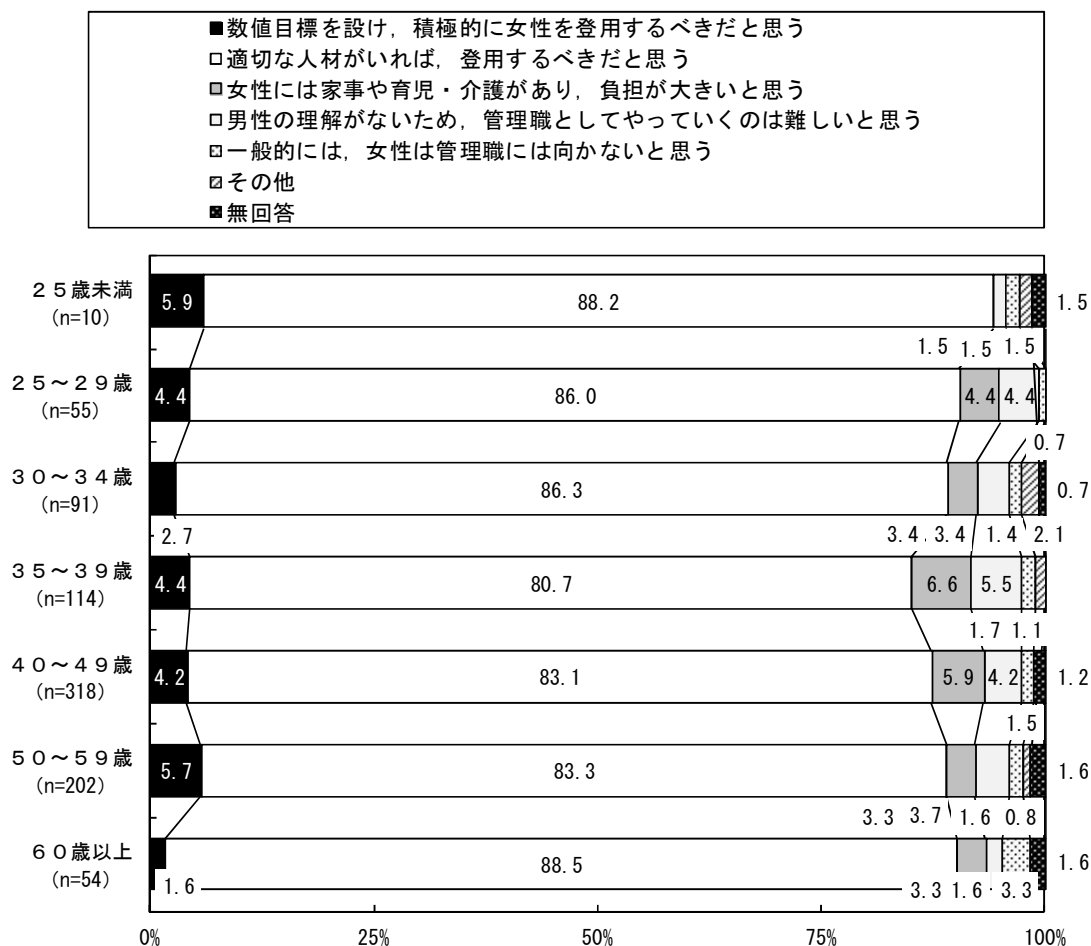 数値目標を設け，積極的に女性を登用するべきだと思う
適切な人材がいれば，登用するべきだと思う
女性には家事や育児・介護があり，負担が大きいと思う
男性の理解がないため，管理職としてやっていくのは難しいと思う
一般的には，女性は管理職には向かないと思う
その他
無回答
２５歳未満
(n=10)
5.9 88.2 1.5
1.5 1.5 1.5
２５～２９歳
(n=55)
4.4 86.0 4.4 4.4
0.7
３０～３４歳
(n=91)
86.3 0.7
2.7 3.4 3.4 1.4 2.1
３５～３９歳
(n=114)
4.4 80.7 6.6 5.5
1.7 1.1
４０～４９歳
(n=318)
4.2 83.1 5.9 4.2 1.2
1.5
５０～５９歳
(n=202)
5.7 83.3 1.6
3.3 3.7 1.6 0.8
６０歳以上
(n=54)
88.5 1.6
1.6 3.3 1.6 3.3
0% 25% 50% 75% 100%